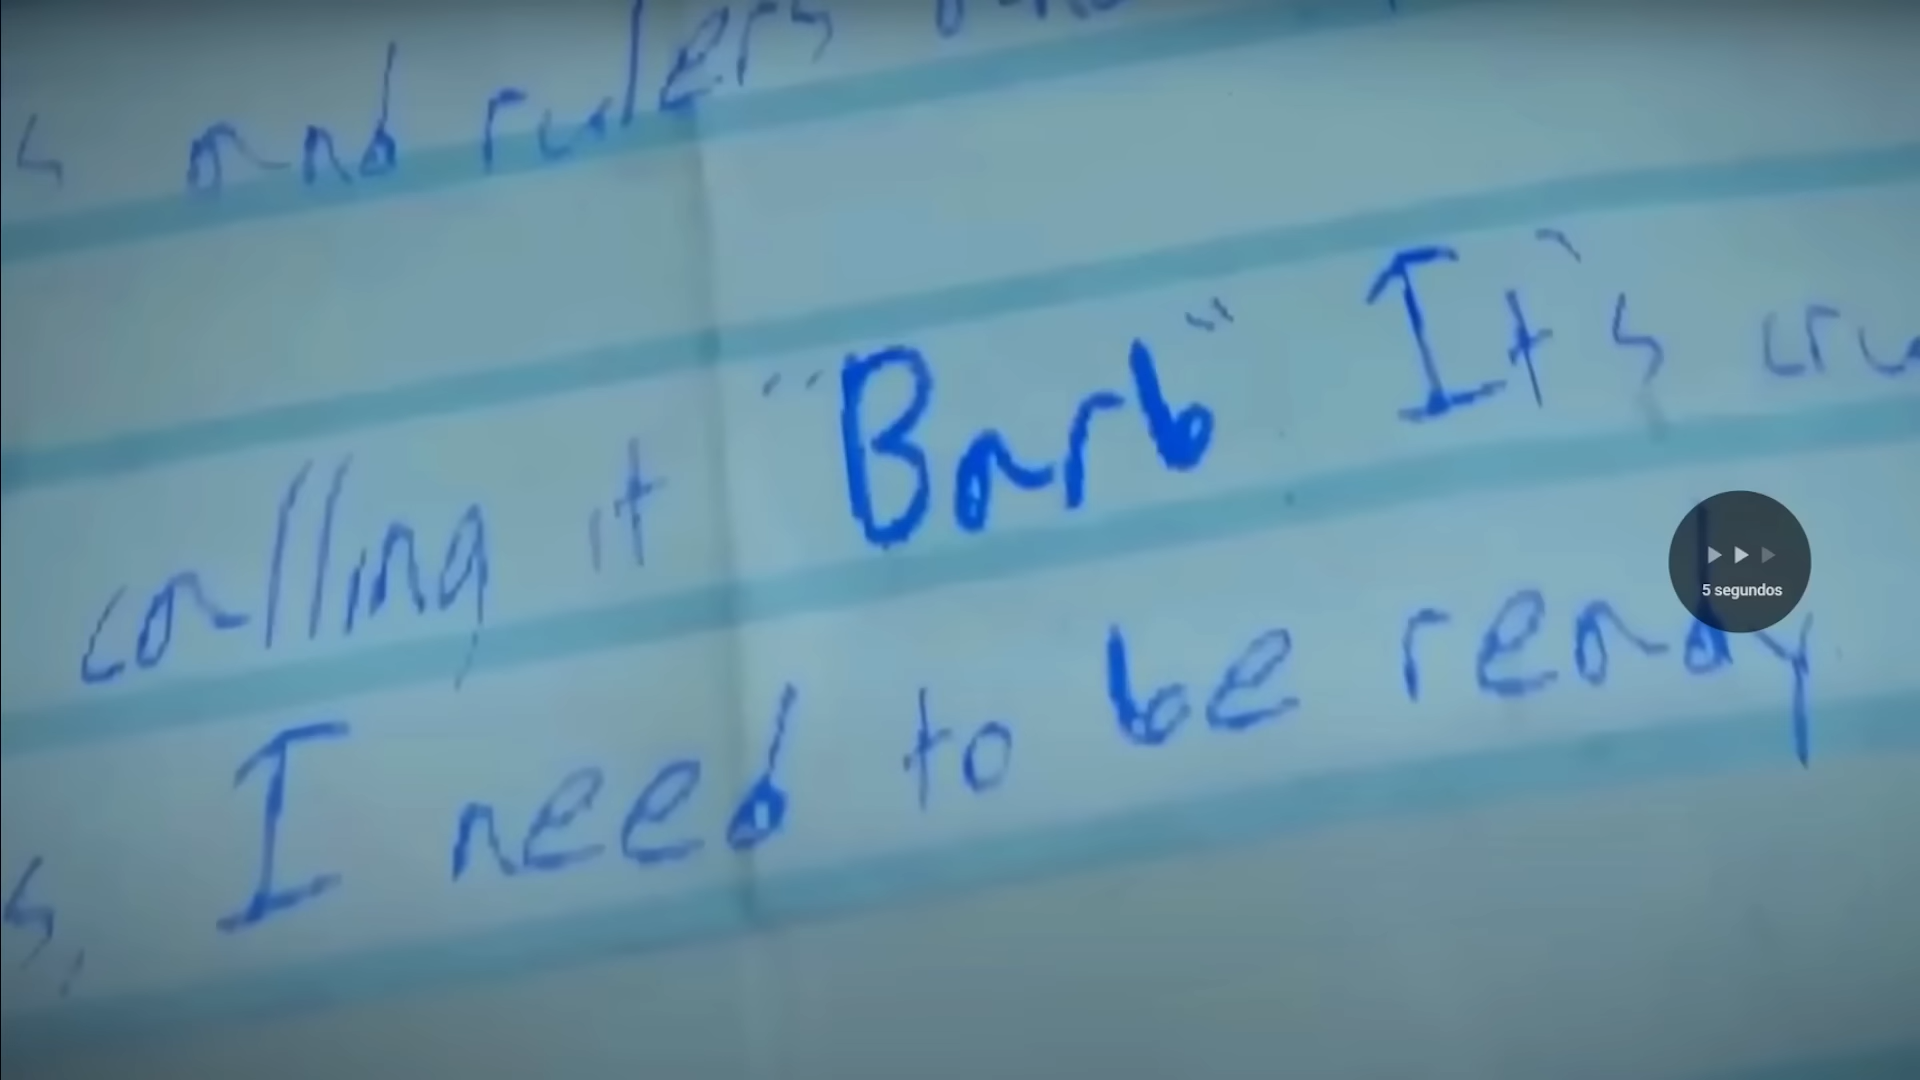 s and rulers
calling it "Barb" It's
s, I need to be ready
5 segundos